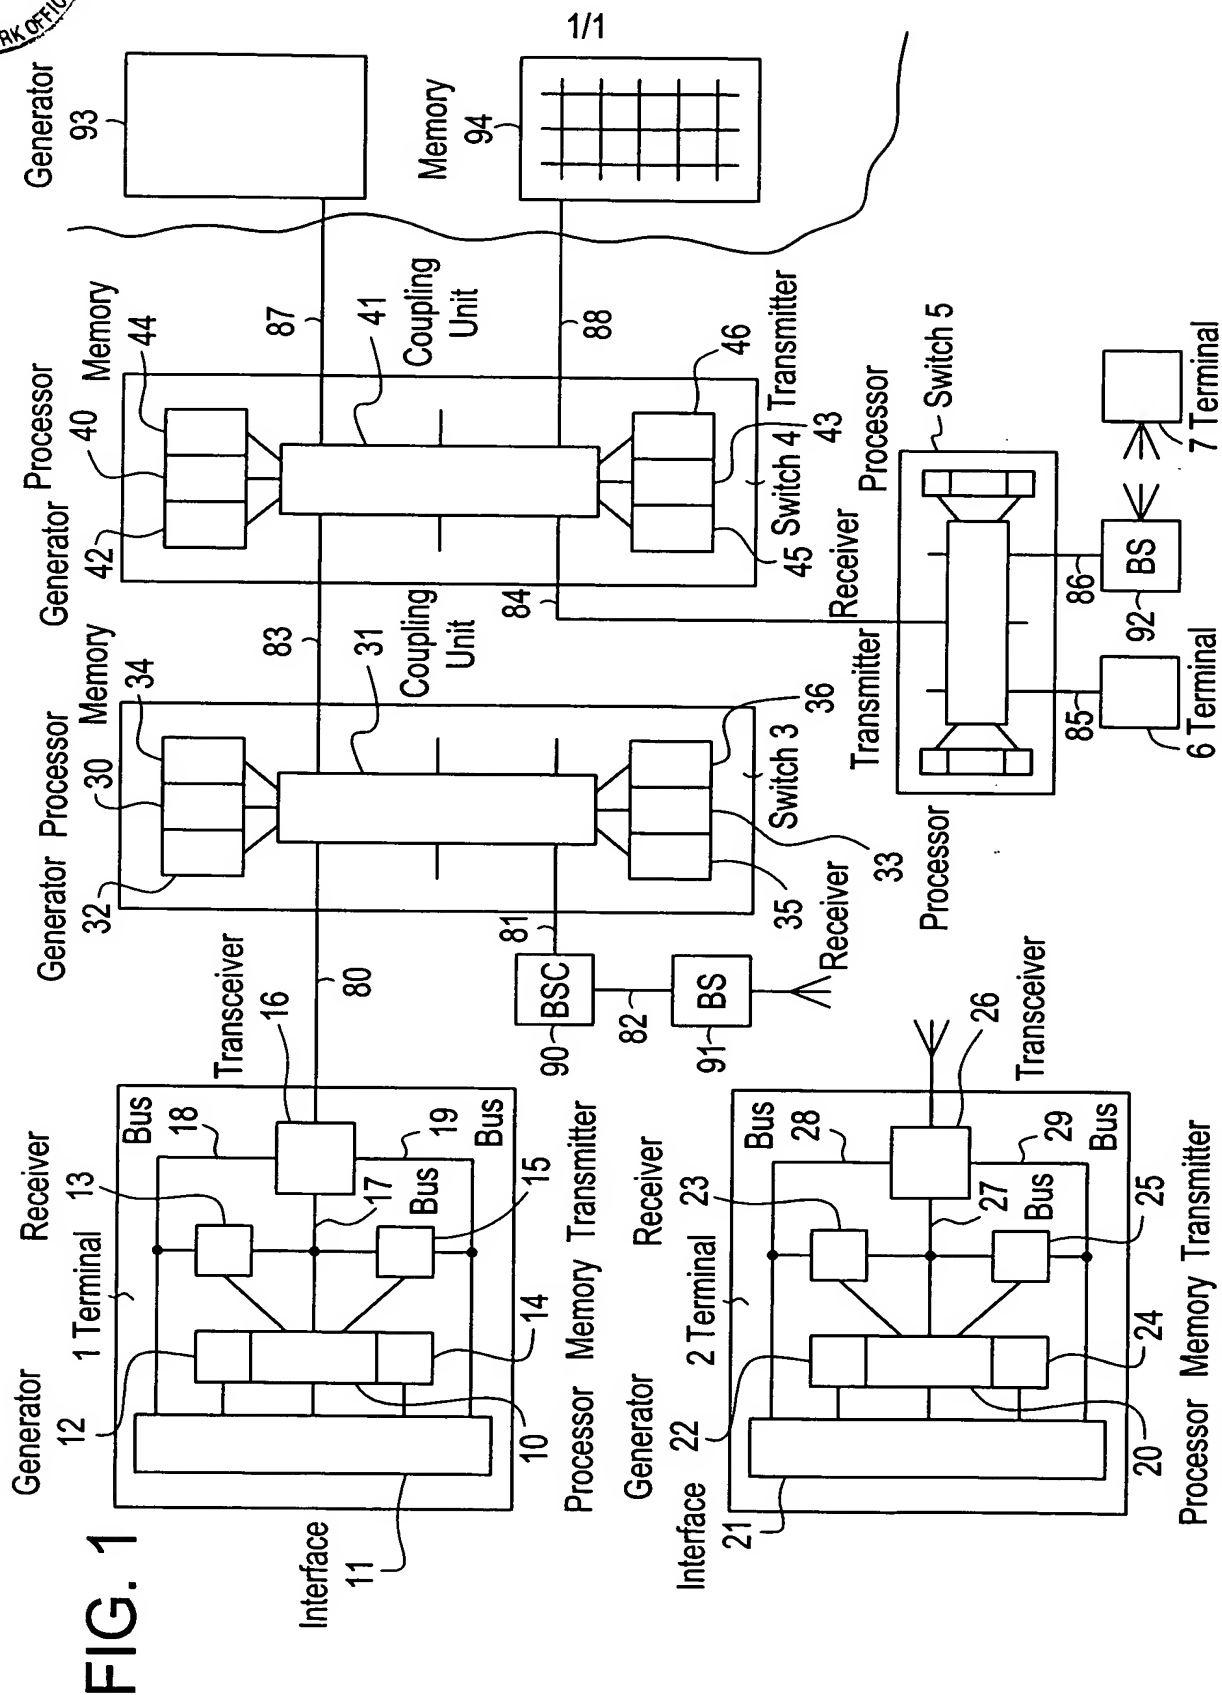 RK OFFIC
1/1
FIG. 1
Generator
12
1 Terminal
Receiver
13
Bus
18
Transceiver
16
80
Interface
11
10
Processor
14
Memory
17
Bus
15
Transmitter
19
Bus
Generator
22
2 Terminal
Receiver
23
Bus
28
Interface
21
20
Processor
24
Memory
27
Bus
25
Transmitter
29
Bus
26
Transceiver
Generator
32
Processor
30
Memory
34
83
31
Coupling
Unit
81
BSC
90
82
BS
91
Receiver
35
33
36
Switch 3
Generator
42
Processor
40
Memory
44
87
41
Coupling
Unit
88
84
45
Switch 4
43
Transmitter
46
Receiver
Generator
93
Memory
94
Transmitter
Processor
Processor
Switch 5
85
6 Terminal
86
BS
92
7 Terminal